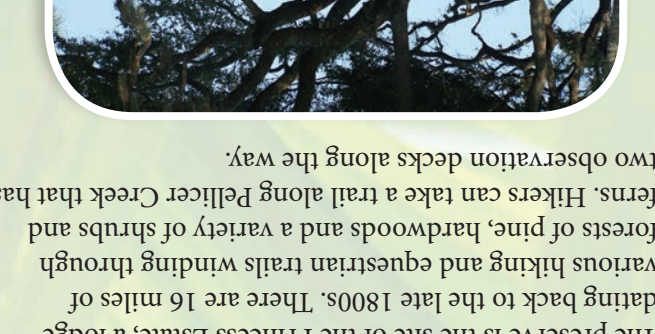 The preserve is the site of the Princess Estate, a lodge
dating back to the late 1800s. There are 16 miles of
various hiking and equestrian trails winding through
forests of pine, hardwoods and a variety of shrubs and
ferns. Hikers can take a trail along Pellicer Creek that has
two observation decks along the way.